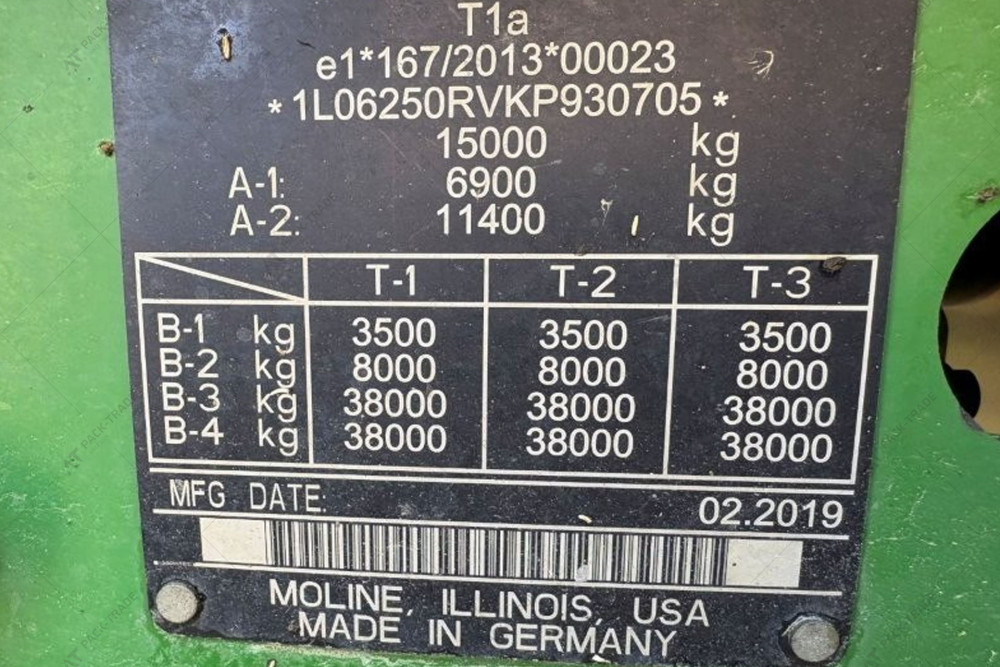 T1a
e1*167/2013*00023
*1L06250RVKP930705*
15000 kg
A-1: 6900 kg
A-2: 11400 kg
T-1 T-2 T-3
B-1 kg 3500 3500 3500
B-2 kg 8000 8000 8000
B-3 kg 38000 38000 38000
B-4 kg 38000 38000 38000
MFG DATE: 02.2019
MOLINE, ILLINOIS, USA
MADE IN GERMANY